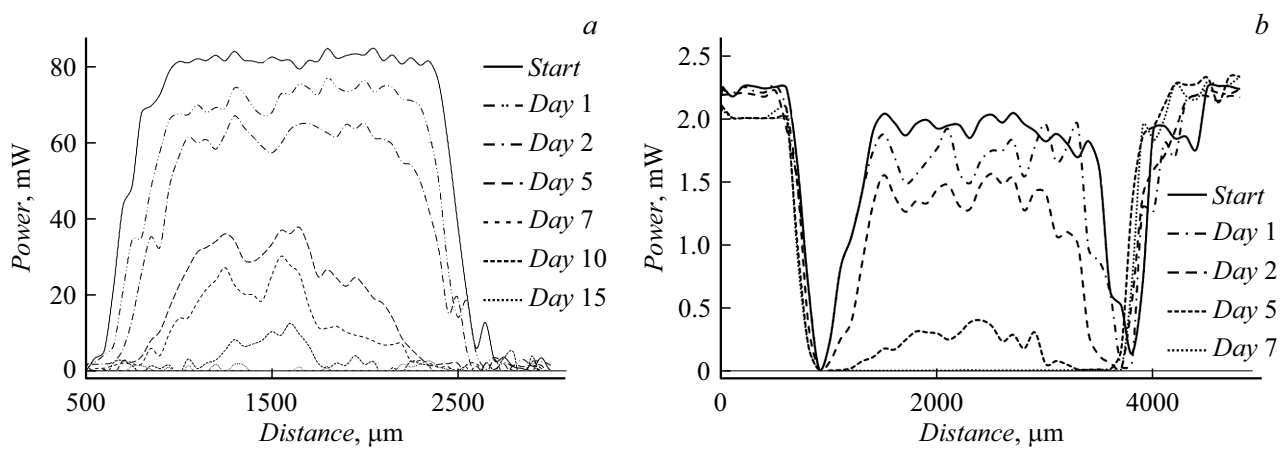 a
80
60
40
20
0
Power, mW
500
1500
2500
Distance, μm
Start
Day 1
Day 2
Day 5
Day 7
Day 10
Day 15
b
2.5
2.0
1.5
1.0
0.5
0
Power, mW
0
2000
4000
Distance, μm
Start
Day 1
Day 2
Day 5
Day 7